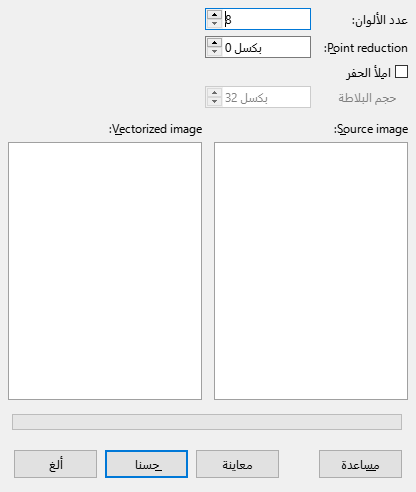 عدد الألوان: 8
Point reduction: 0 بكسل
املأ الحفر
حجم البلاطة 32 بكسل
Source image: Vectorized image:
مساعدة معاينة حسنا ألغ